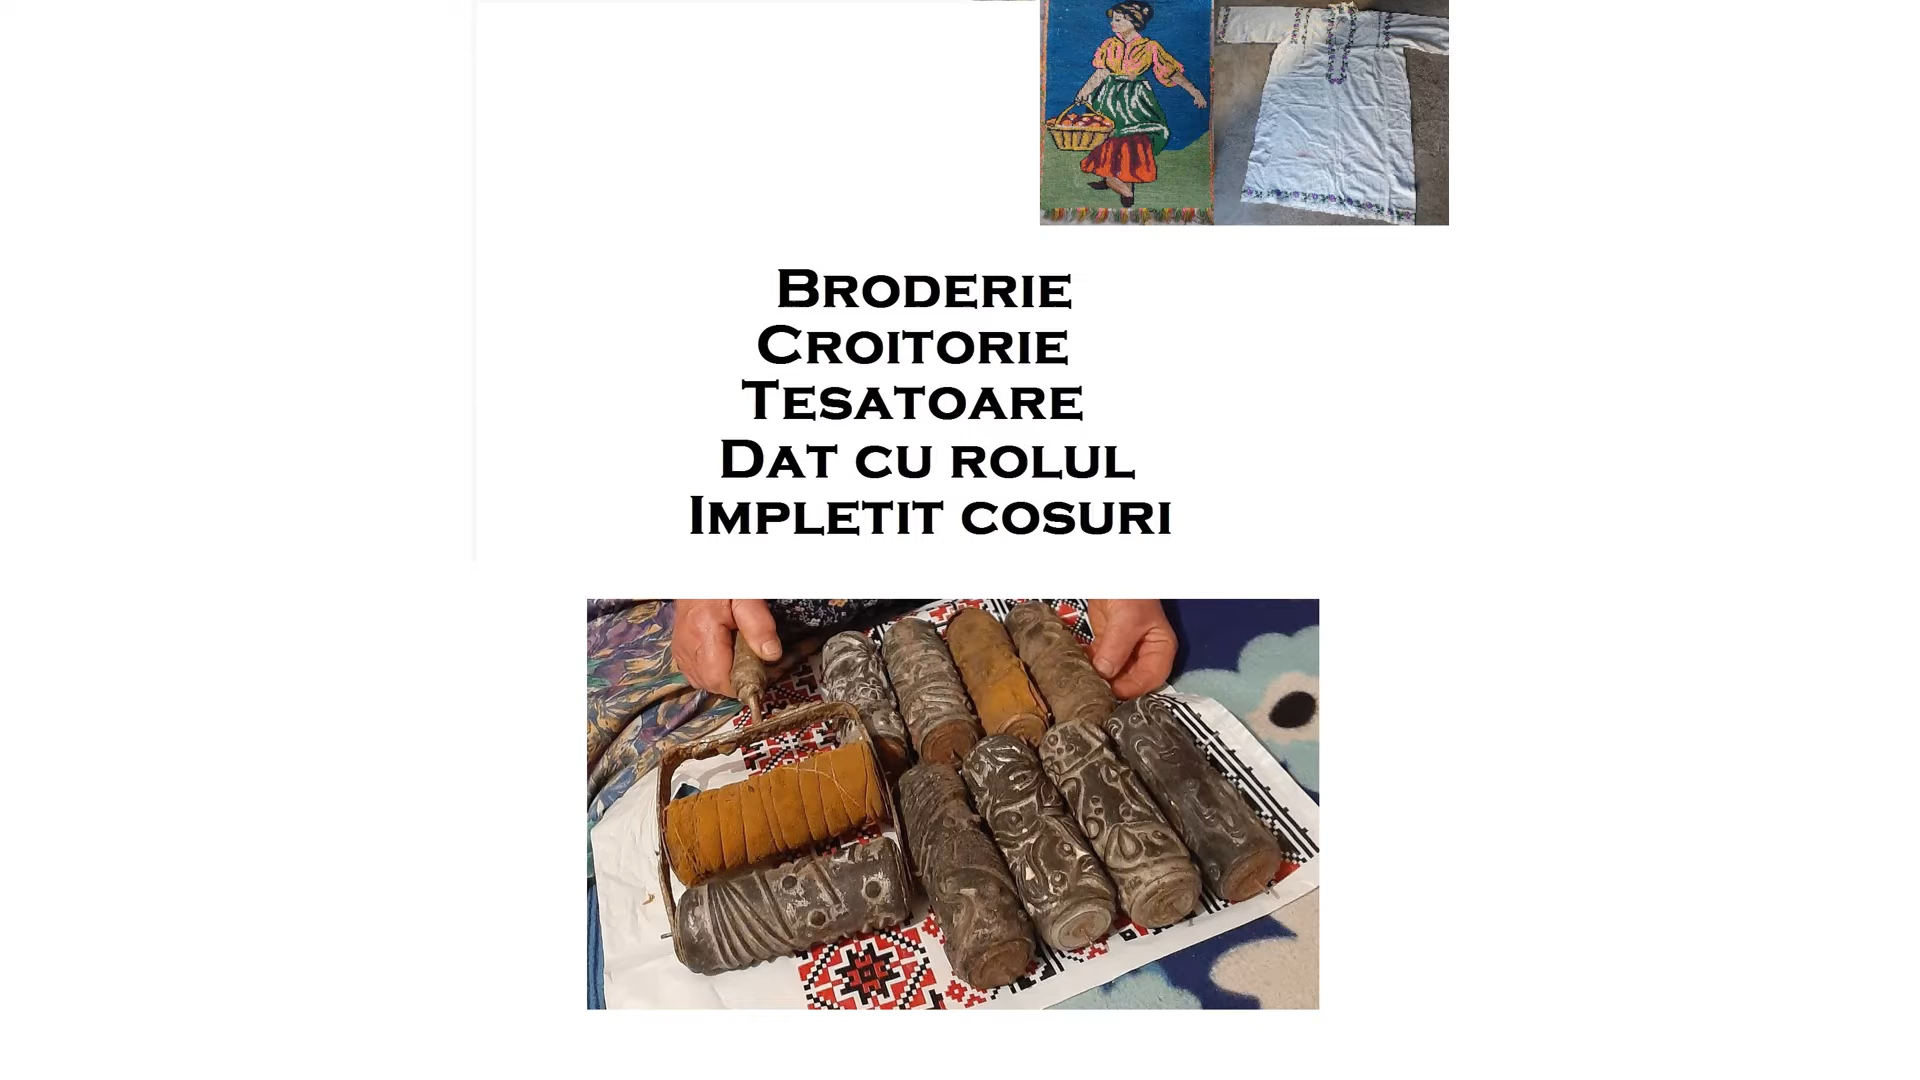 Broderie
Croitorie
Tesatoare
Dat cu rolul
Impletit cosuri